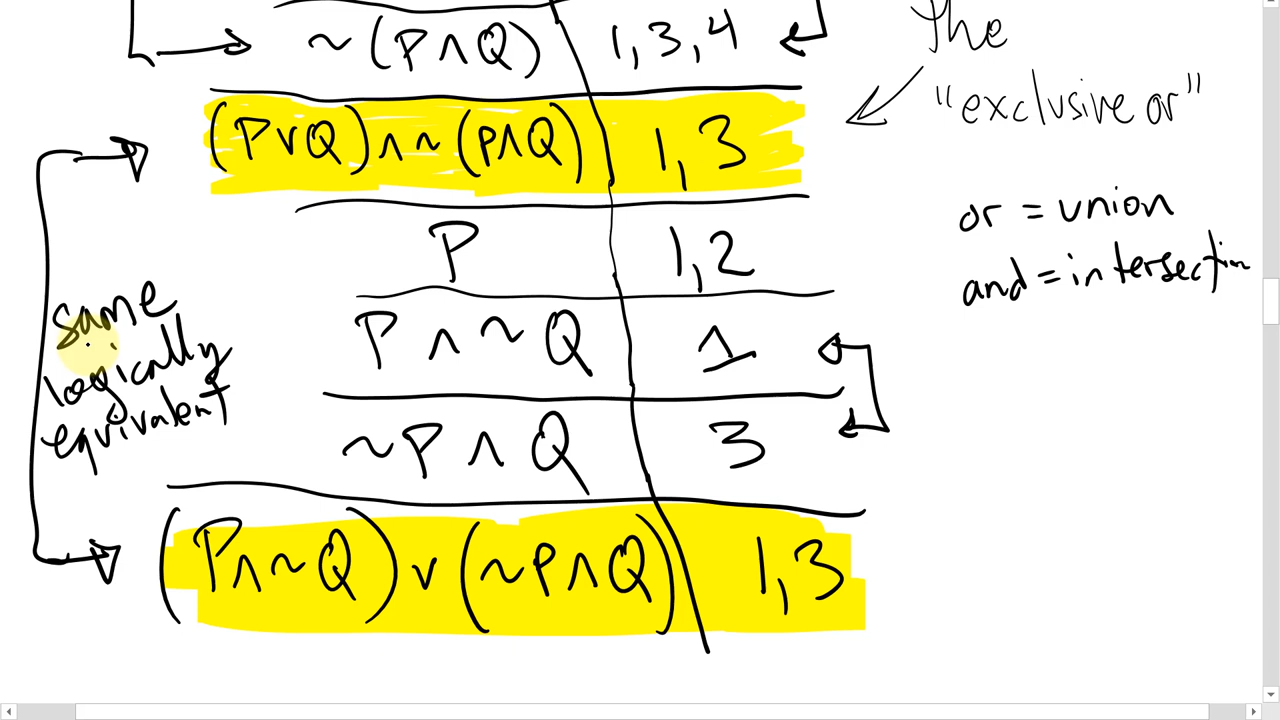 ~(P∧Q) 1,3,4
The
"exclusive or"
(P∨Q)∧~(P∧Q) 1,3
or = union
and = intersection
P 1,2
P∧~Q 1
~P∧Q 3
same
logically
equivalent
(P∧~Q)∨(~P∧Q) 1,3